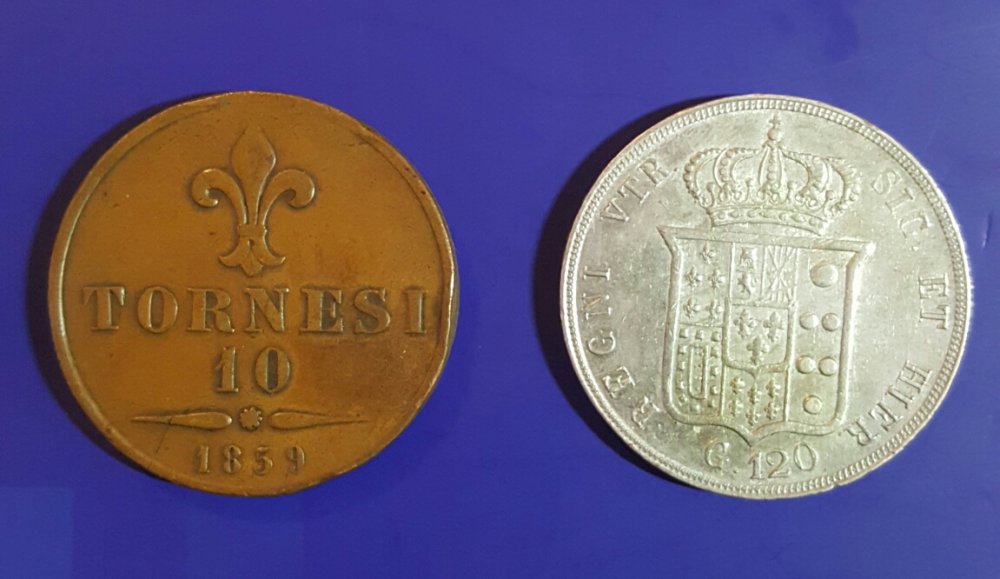 TORNESI
10
1859
REGNI VTR. SIC. ET HIER.
G. 120